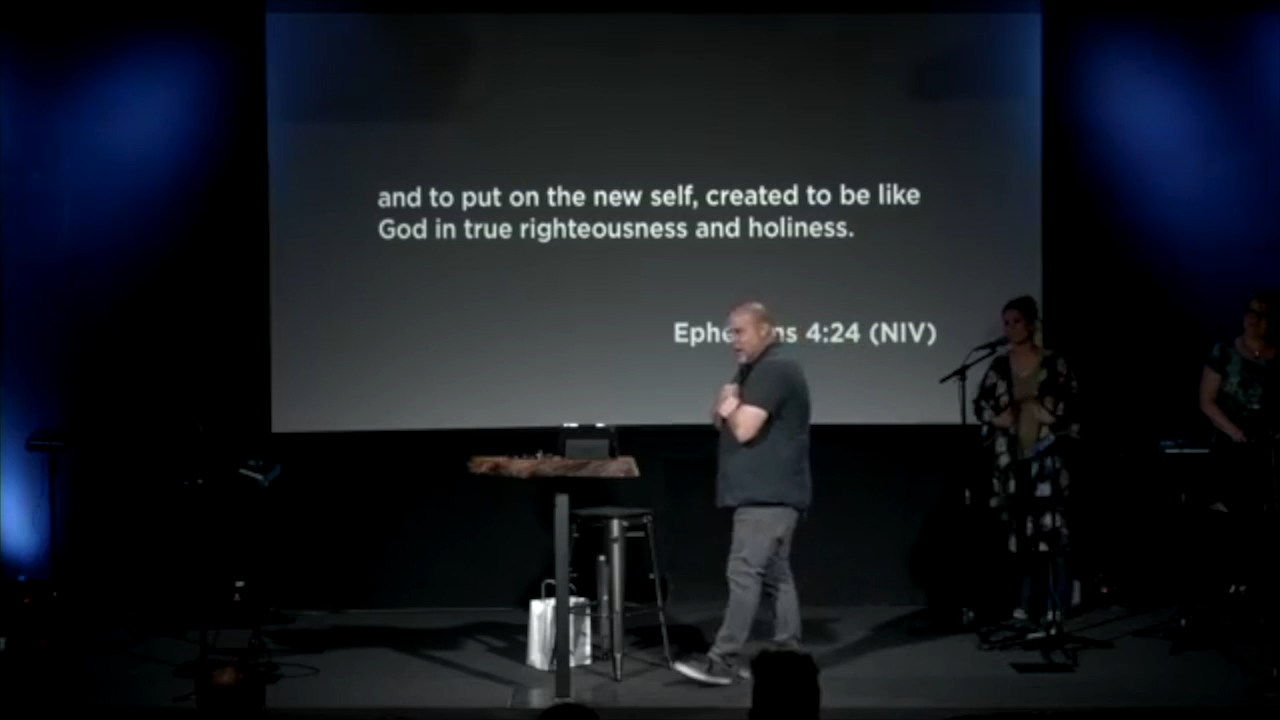 and to put on the new self, created to be like
God in true righteousness and holiness.
4:24 (NIV)